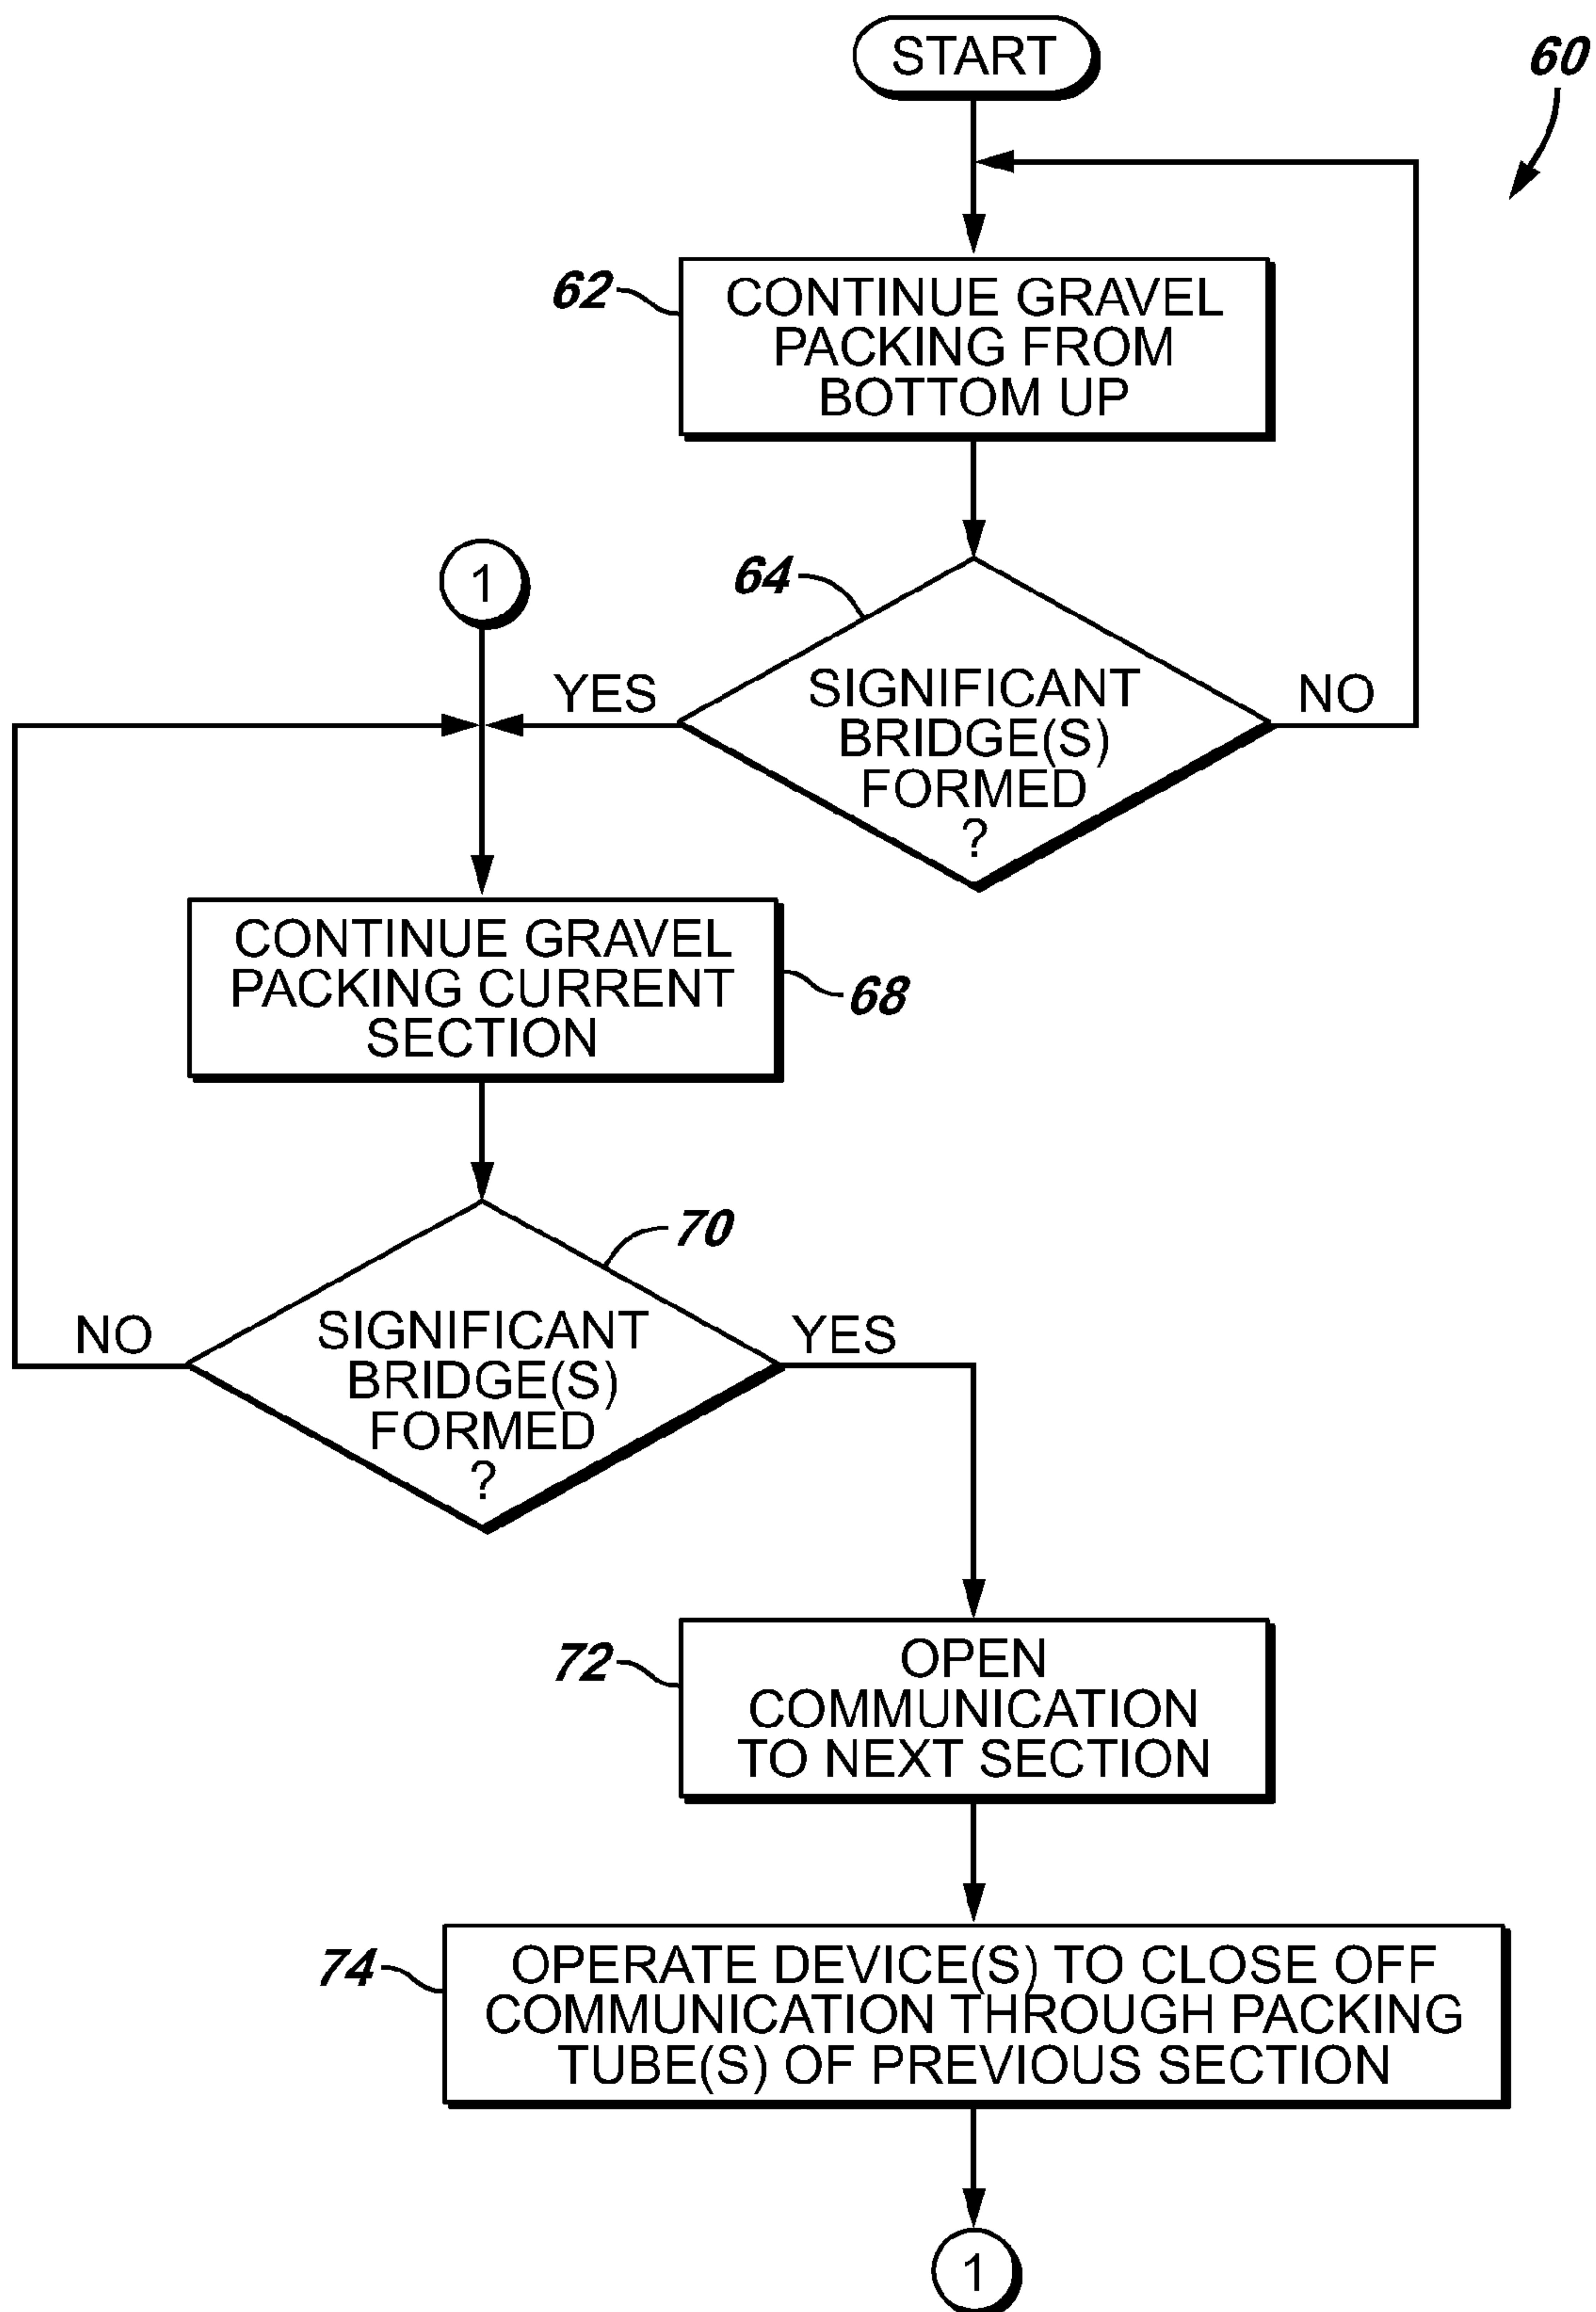 START
60
62
CONTINUE GRAVEL
PACKING FROM
BOTTOM UP
1
64
YES
SIGNIFICANT
BRIDGE(S)
FORMED
?
NO
CONTINUE GRAVEL
PACKING CURRENT
SECTION
68
70
NO
SIGNIFICANT
BRIDGE(S)
FORMED
?
YES
72
OPEN
COMMUNICATION
TO NEXT SECTION
74
OPERATE DEVICE(S) TO CLOSE OFF
COMMUNICATION THROUGH PACKING
TUBE(S) OF PREVIOUS SECTION
1